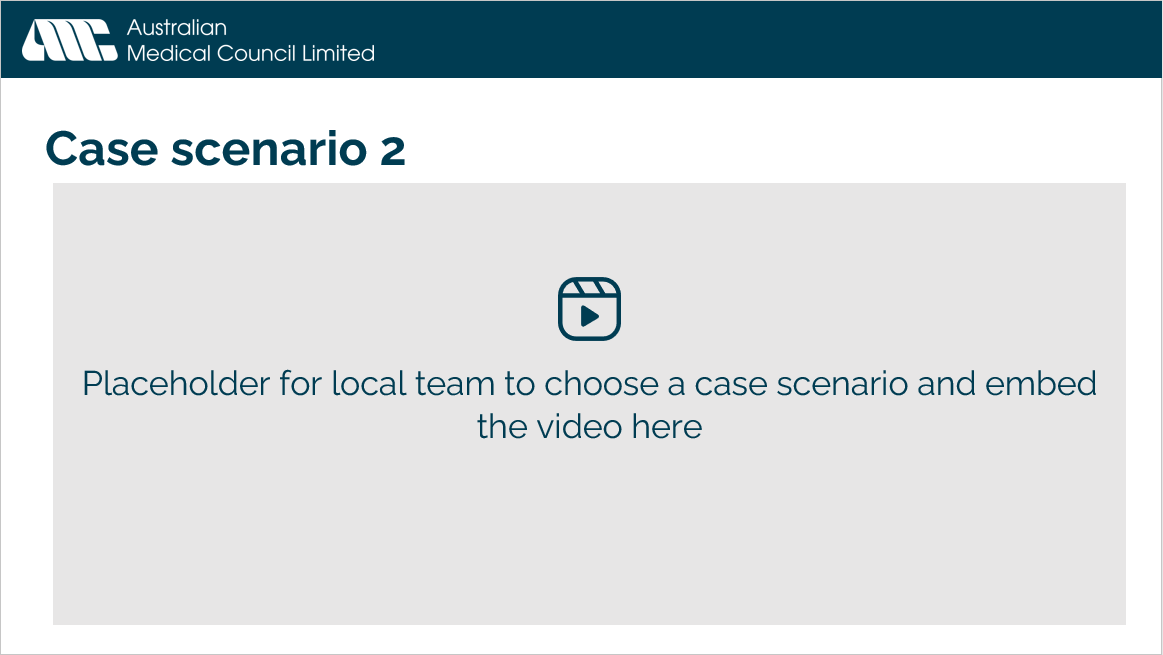 AMC
Australian
Medical Council Limited
Case scenario 2
Placeholder for local team to choose a case scenario and embed
the video here